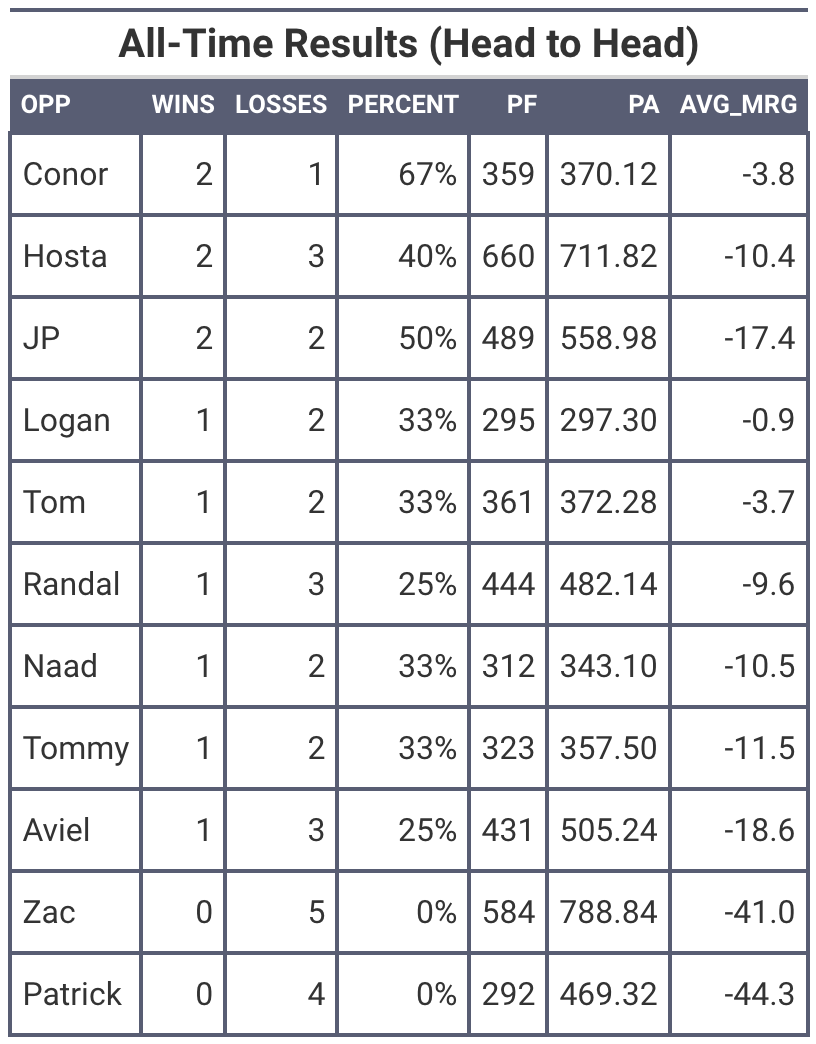 All-Time Results (Head to Head)
OPP WINS LOSSES PERCENT PF PA AVG_MRG
Conor 2 1 67% 359 370.12 -3.8
Hosta 2 3 40% 660 711.82 -10.4
JP 2 2 50% 489 558.98 -17.4
Logan 1 2 33% 295 297.30 -0.9
Tom 1 2 33% 361 372.28 -3.7
Randal 1 3 25% 444 482.14 -9.6
Naad 1 2 33% 312 343.10 -10.5
Tommy 1 2 33% 323 357.50 -11.5
Aviel 1 3 25% 431 505.24 -18.6
Zac 0 5 0% 584 788.84 -41.0
Patrick 0 4 0% 292 469.32 -44.3